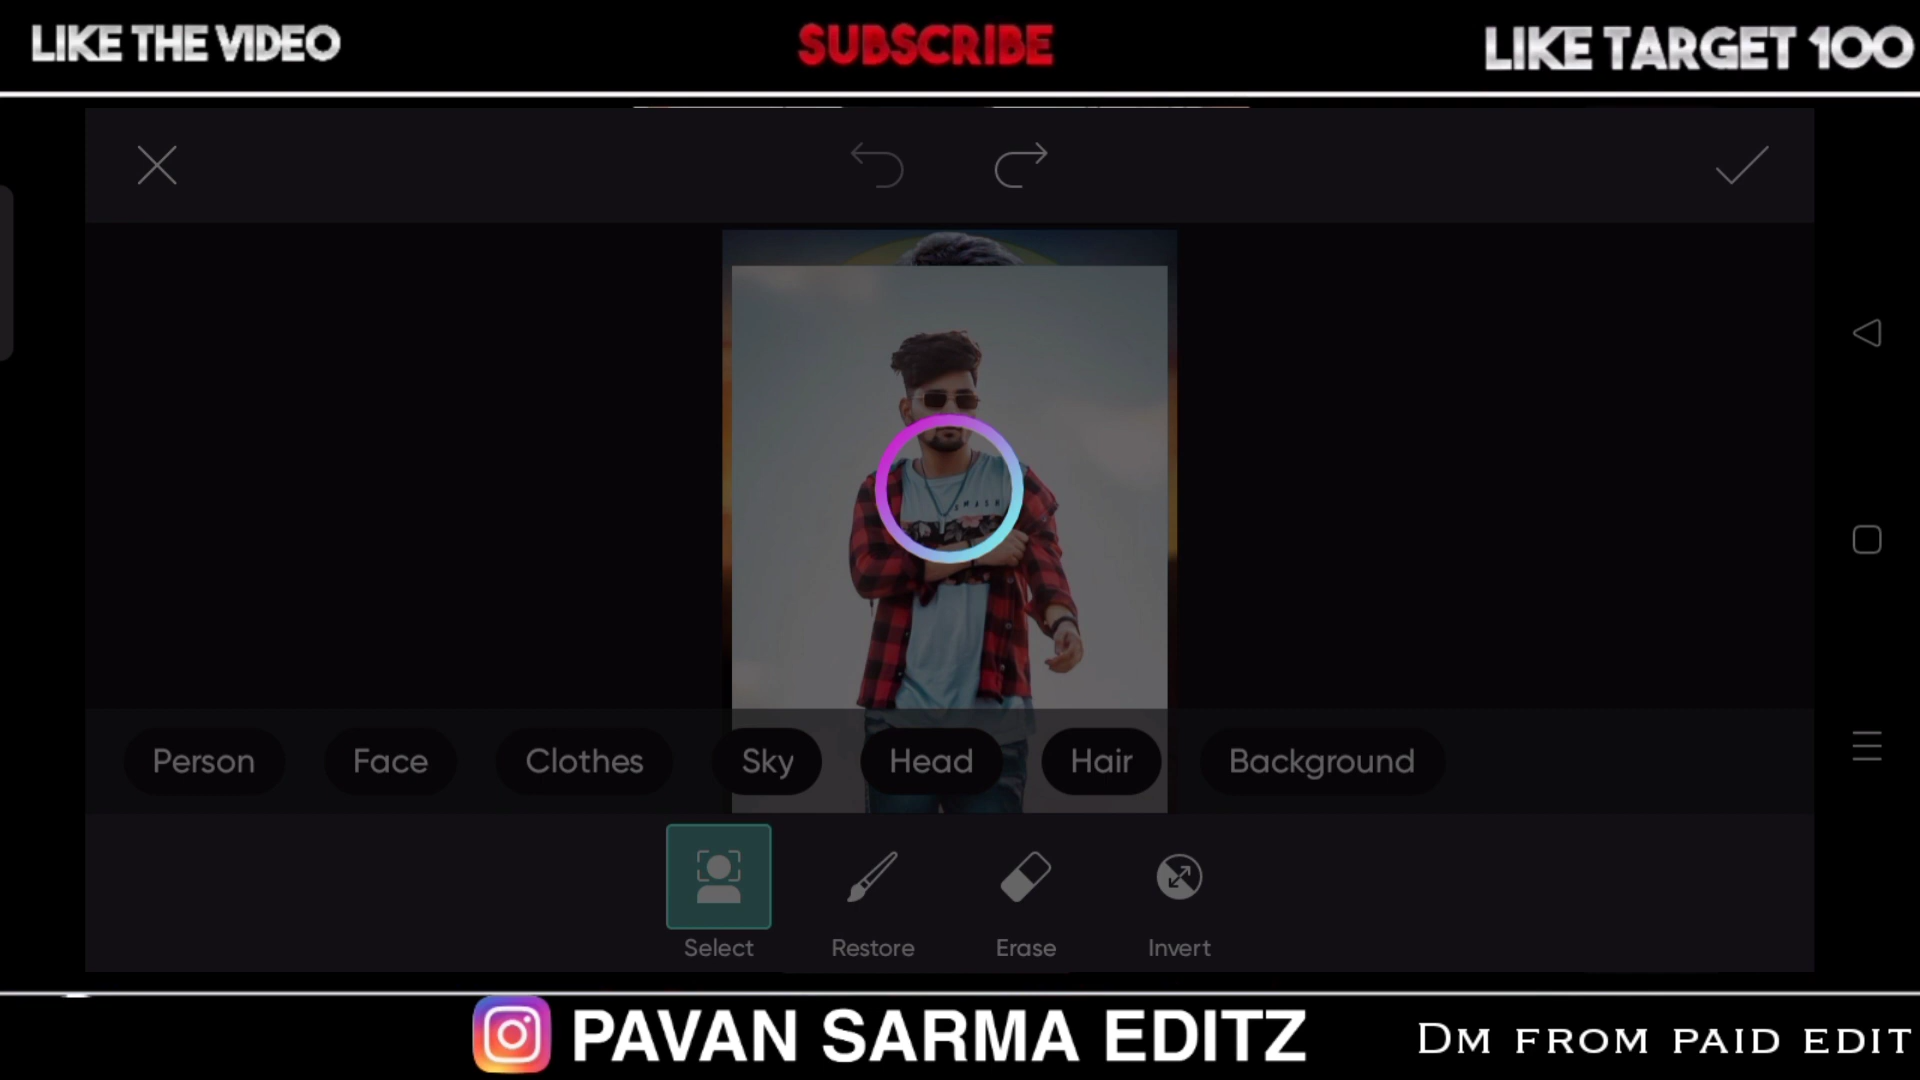 LIKE THE VIDEO
SUBSCRIBE
LIKE TARGET 100
Person
Face
Clothes
Sky
Head
Hair
Background
Select
Restore
Erase
Invert
PAVAN SARMA EDITZ
DM FROM PAID EDIT